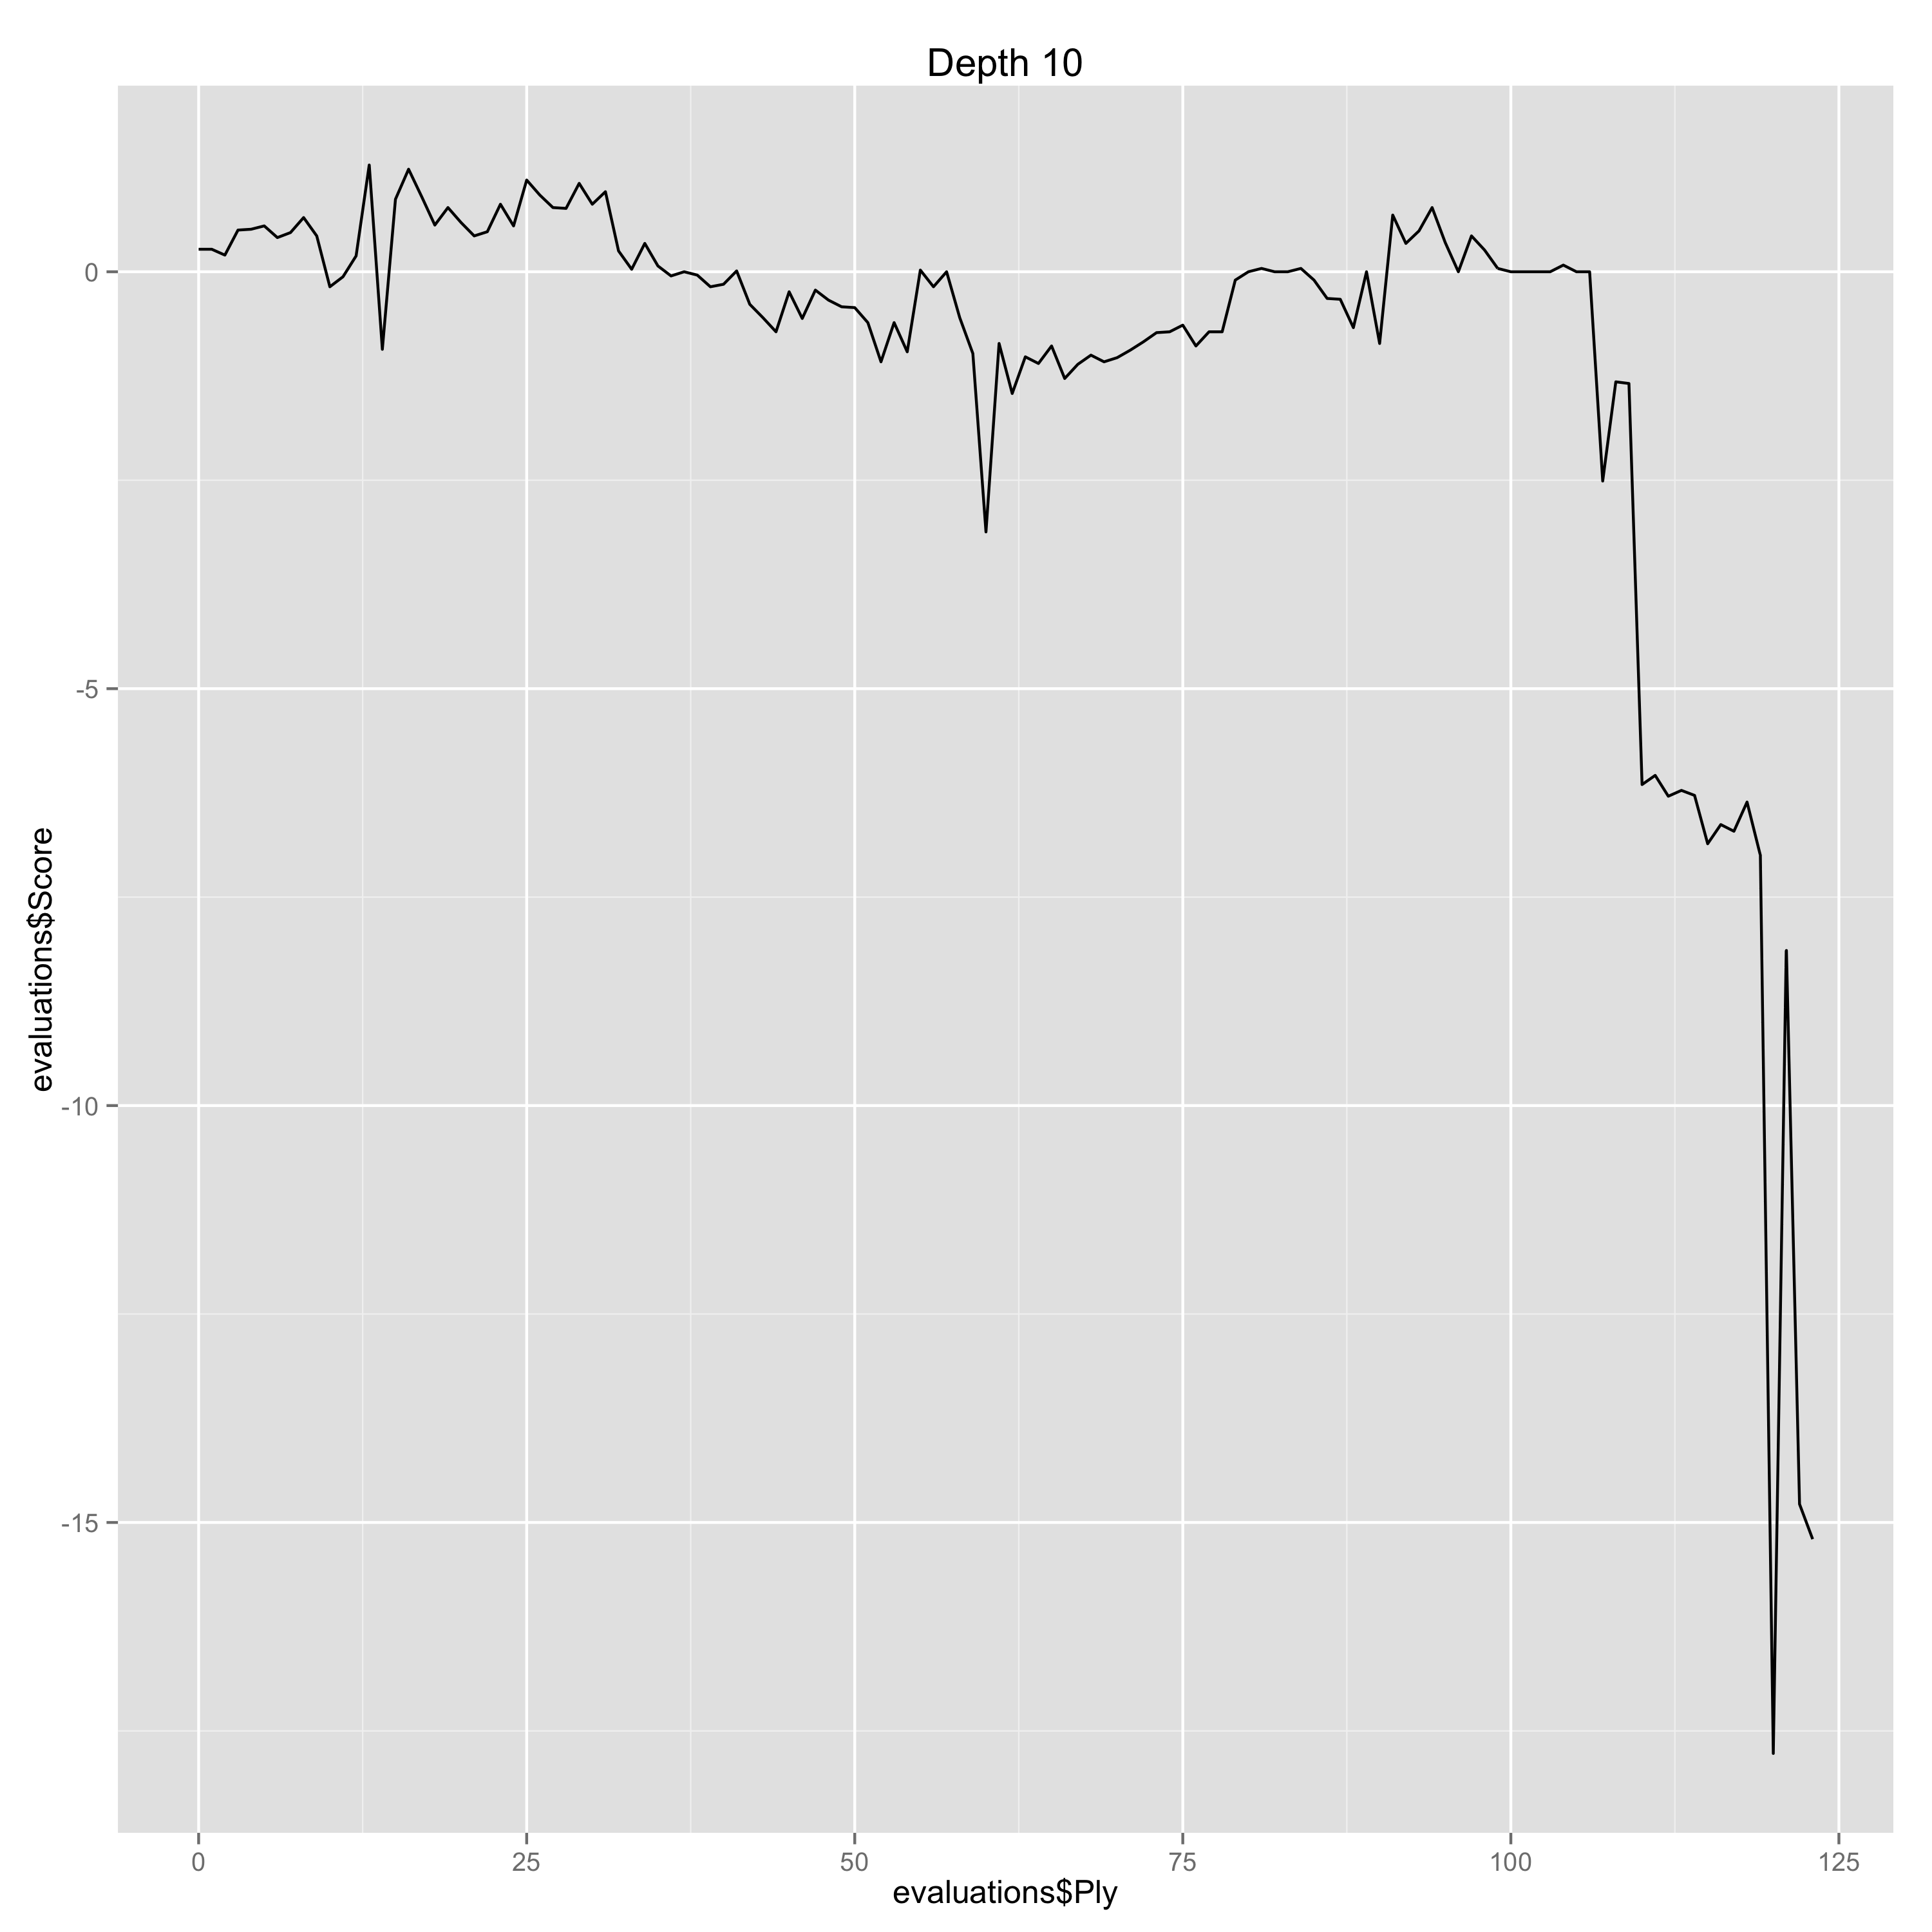 Depth 10
evaluations$Score
0
-5
-10
-15
0 25 50 75 100 125
evaluations$Ply